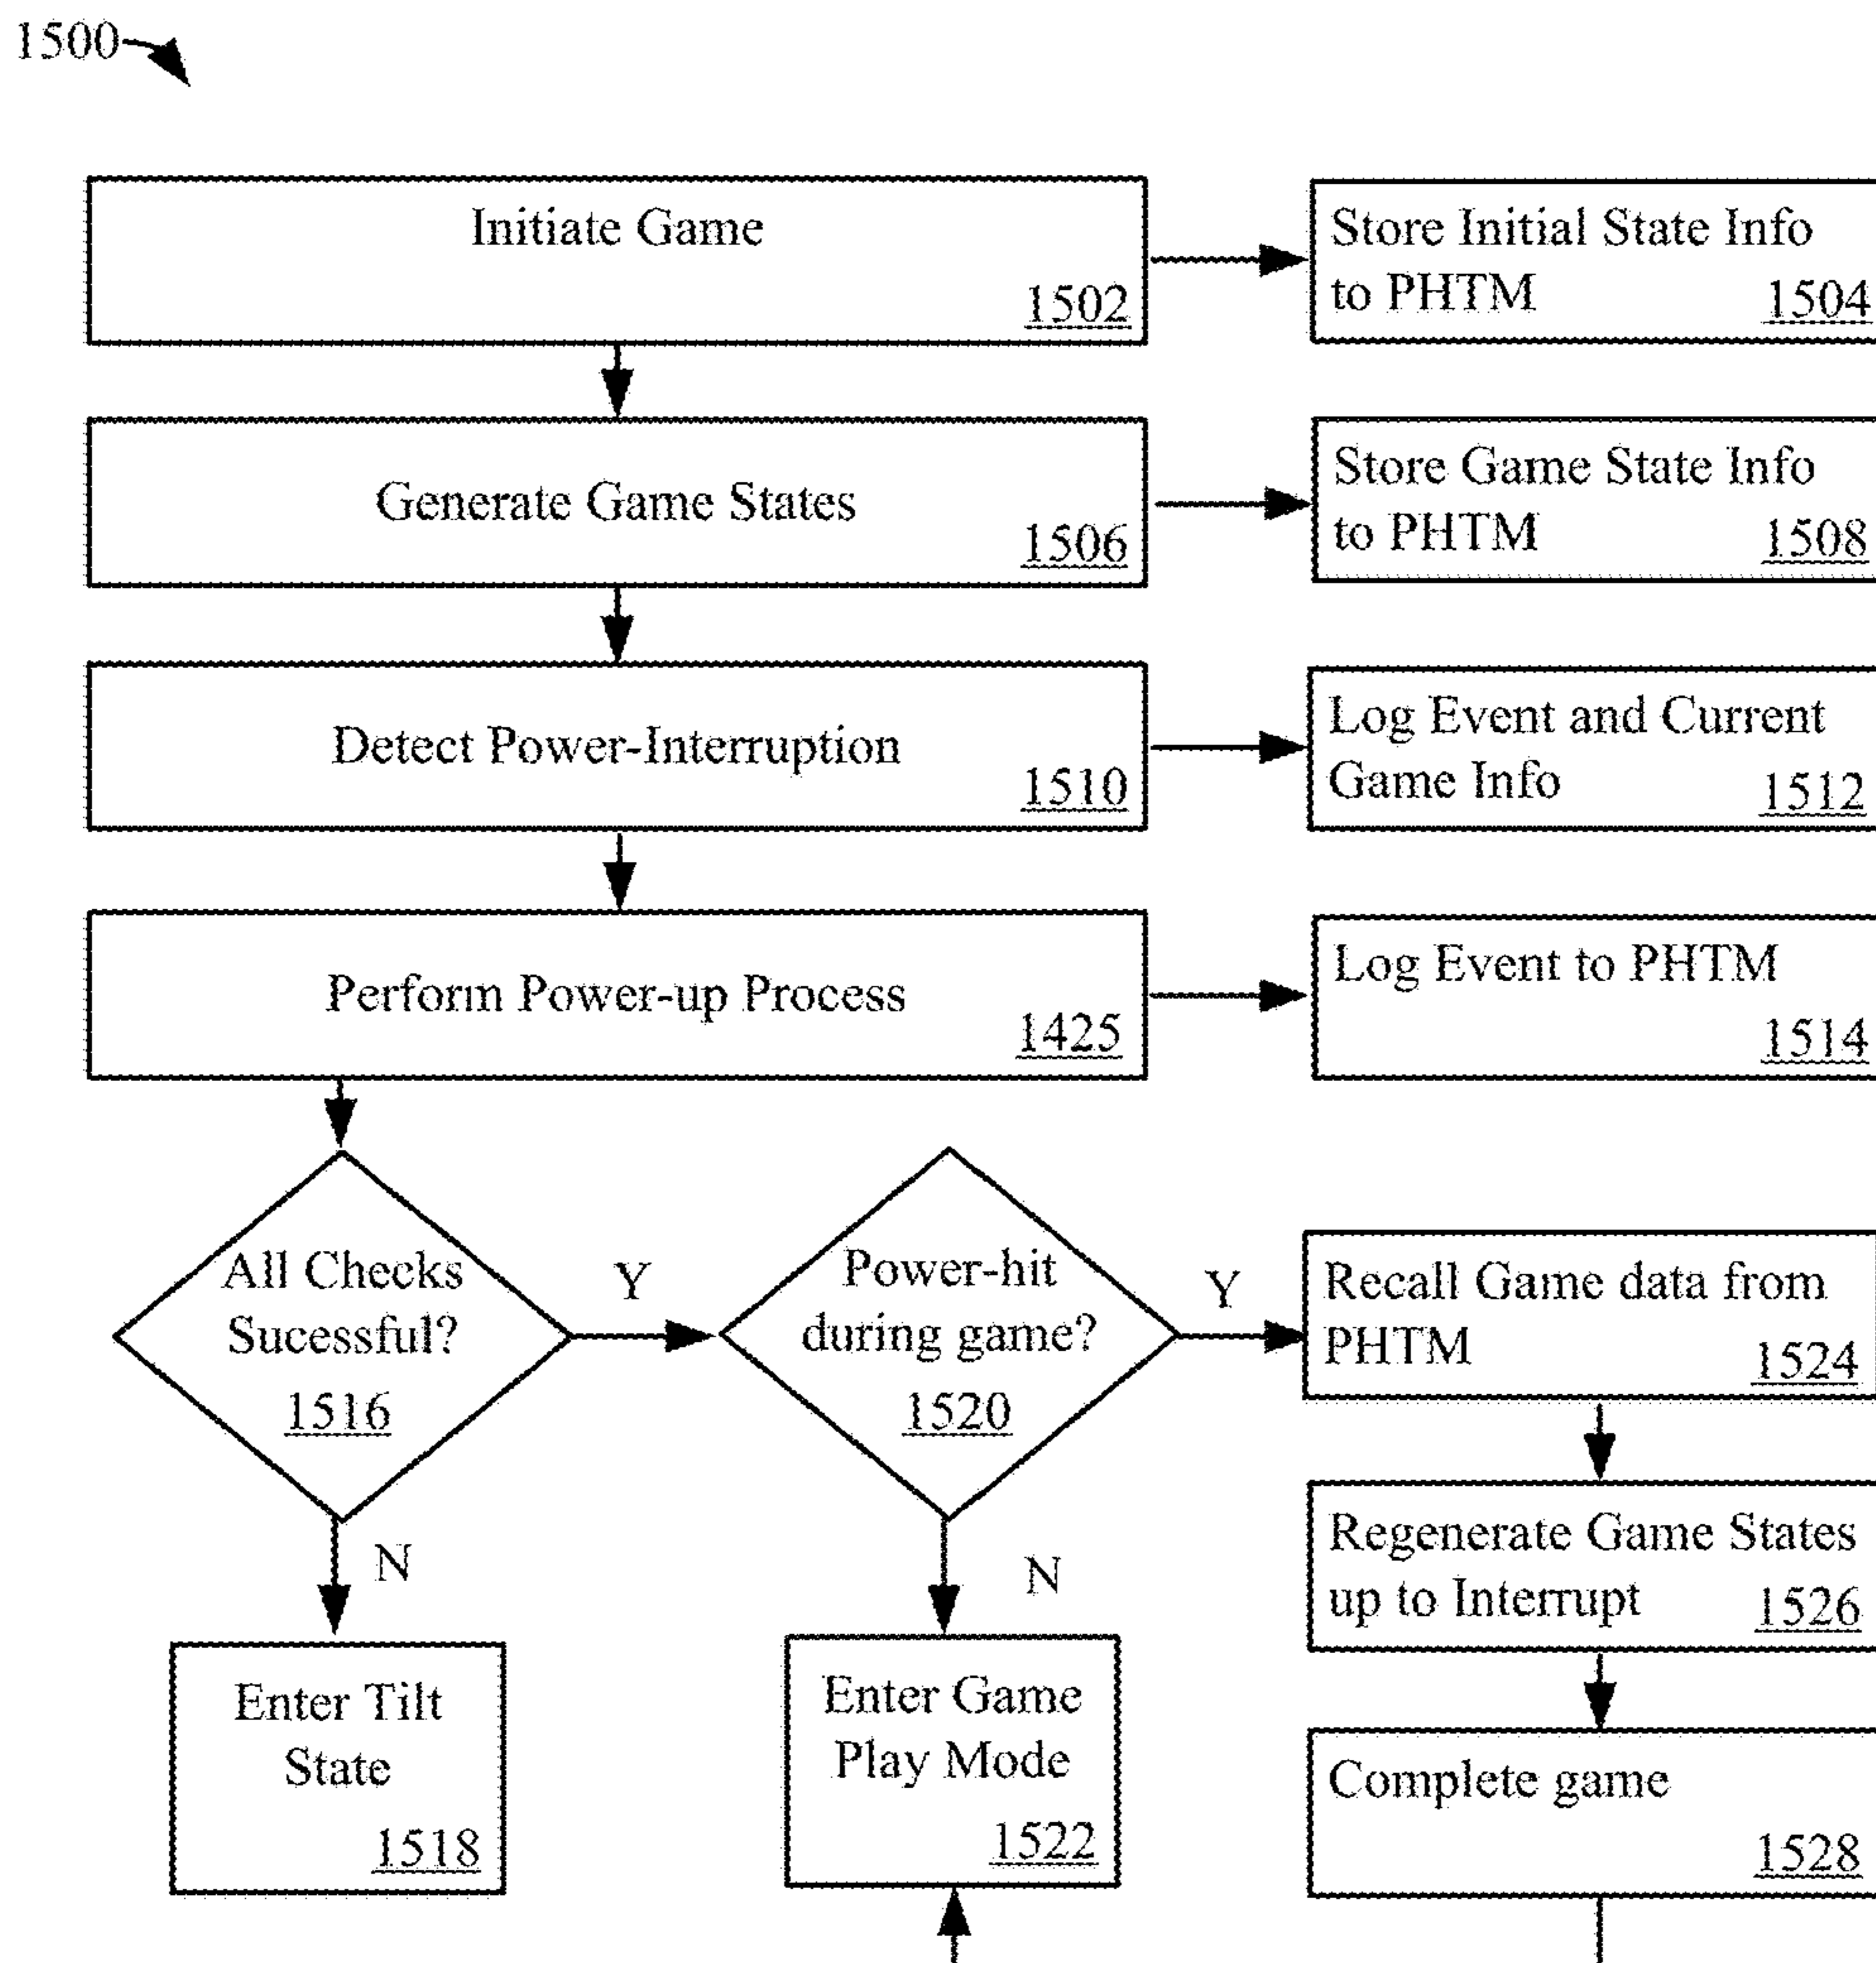 1500
Initiate Game
1502
Store Initial State Info
to PHTM
1504
Generate Game States
1506
Store Game State Info
to PHTM
1508
Detect Power-Interruption
1510
Log Event and Current
Game Info
1512
Perform Power-up Process
1425
Log Event to PHTM
1514
All Checks
Sucessful?
1516
Y
Power-hit
during game?
1520
Y
Recall Game data from
PHTM
1524
N
N
Regenerate Game States
up to Interrupt
1526
Enter Tilt
State
1518
Enter Game
Play Mode
1522
Complete game
1528